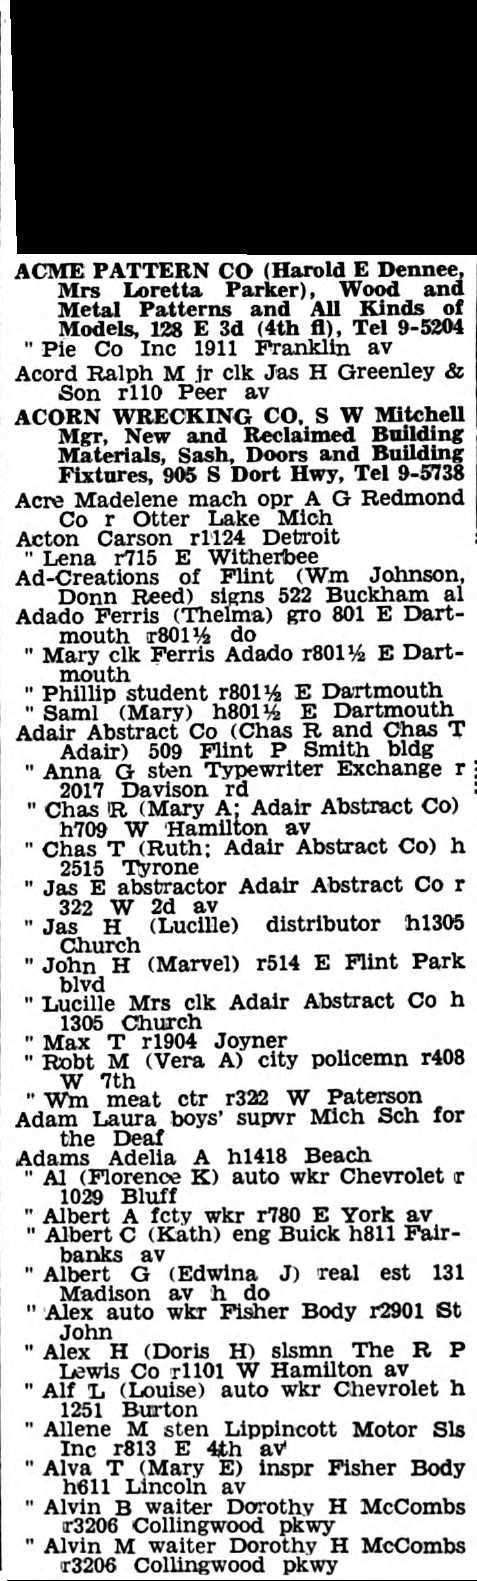 ACME PATTERN CO (Harold E Dennee,
Mrs Loretta Parker), Wood and
Metal Patterns and All Kinds of
Models, 128 E 3d (4th fl), Tel 9-5204
" Pie Co Inc 1911 Franklin av
Acord Ralph M jr clk Jas H Greenley &
Son r110 Peer av
ACORN WRECKING CO, S W Mitchell
Mgr, New and Reclaimed Building
Materials, Sash, Doors and Building
Fixtures, 905 S Dort Hwy, Tel 9-5738
Acre Madelene mach opr A G Redmond
Co r Otter Lake Mich
Acton Carson r1124 Detroit
" Lena r715 E Witherbee
Ad-Creations of Flint (Wm Johnson,
Donn Reed) signs 522 Buckham al
Adado Ferris (Thelma) gro 801 E Dart-
mouth r801½ do
" Mary clk Ferris Adado r801½ E Dart-
mouth
" Phillip student r801½ E Dartmouth
" Saml (Mary) h801½ E Dartmouth
Adair Abstract Co (Chas R and Chas T
Adair) 509 Flint P Smith bldg
" Anna G sten Typewriter Exchange r
2017 Davison rd
" Chas R (Mary A; Adair Abstract Co)
h709 W Hamilton av
" Chas T (Ruth; Adair Abstract Co) h
2515 Tyrone
" Jas E abstractor Adair Abstract Co r
322 W 2d av
" Jas H (Lucille) distributor h1305
Church
" John H (Marvel) r514 E Flint Park
blvd
" Lucille Mrs clk Adair Abstract Co h
1305 Church
" Max T r1904 Joyner
" Robt M (Vera A) city policemn r408
W 7th
" Wm meat ctr r322 W Paterson
Adam Laura boys' supvr Mich Sch for
the Deaf
Adams Adelia A h1418 Beach
" Al (Florence K) auto wkr Chevrolet r
1029 Bluff
" Albert A fcty wkr r780 E York av
" Albert C (Kath) eng Buick h811 Fair-
banks av
" Albert G (Edwina J) real est 131
Madison av h do
" Alex auto wkr Fisher Body r2901 St
John
" Alex H (Doris H) slsmn The R P
Lewis Co r1101 W Hamilton av
" Alf L (Louise) auto wkr Chevrolet h
1251 Burton
" Allene M sten Lippincott Motor Sls
Inc r813 E 4th av
" Alva T (Mary E) inspr Fisher Body
h611 Lincoln av
" Alvin B waiter Dorothy H McCombs
r3206 Collingwood pkwy
" Alvin M waiter Dorothy H McCombs
r3206 Collingwood pkwy